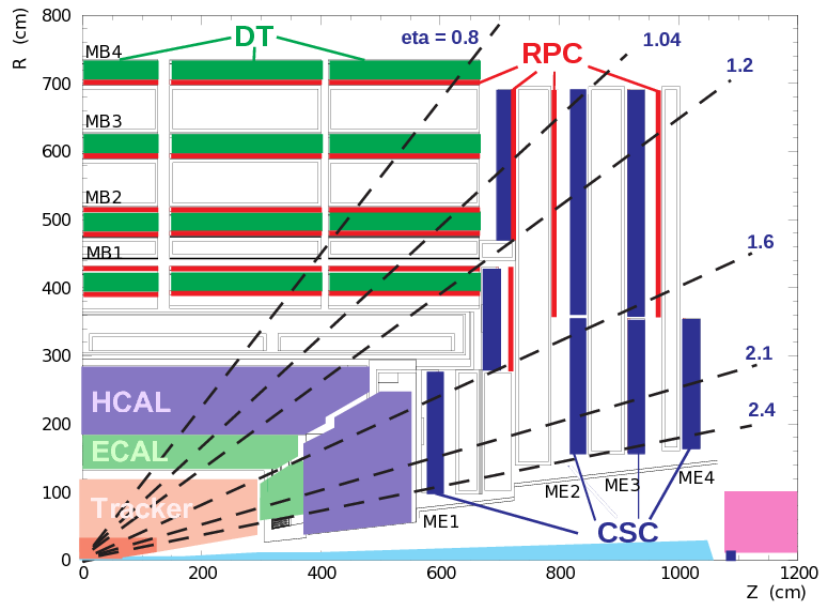 R (cm)
800
700
600
500
400
300
200
100
0
MB4
MB3
MB2
MB1
DT
eta = 0.8
RPC
1.04
1.2
1.6
2.1
2.4
HCAL
ECAL
Tracker
ME1
ME2
ME3
ME4
CSC
0
200
400
600
800
1000
1200
Z (cm)